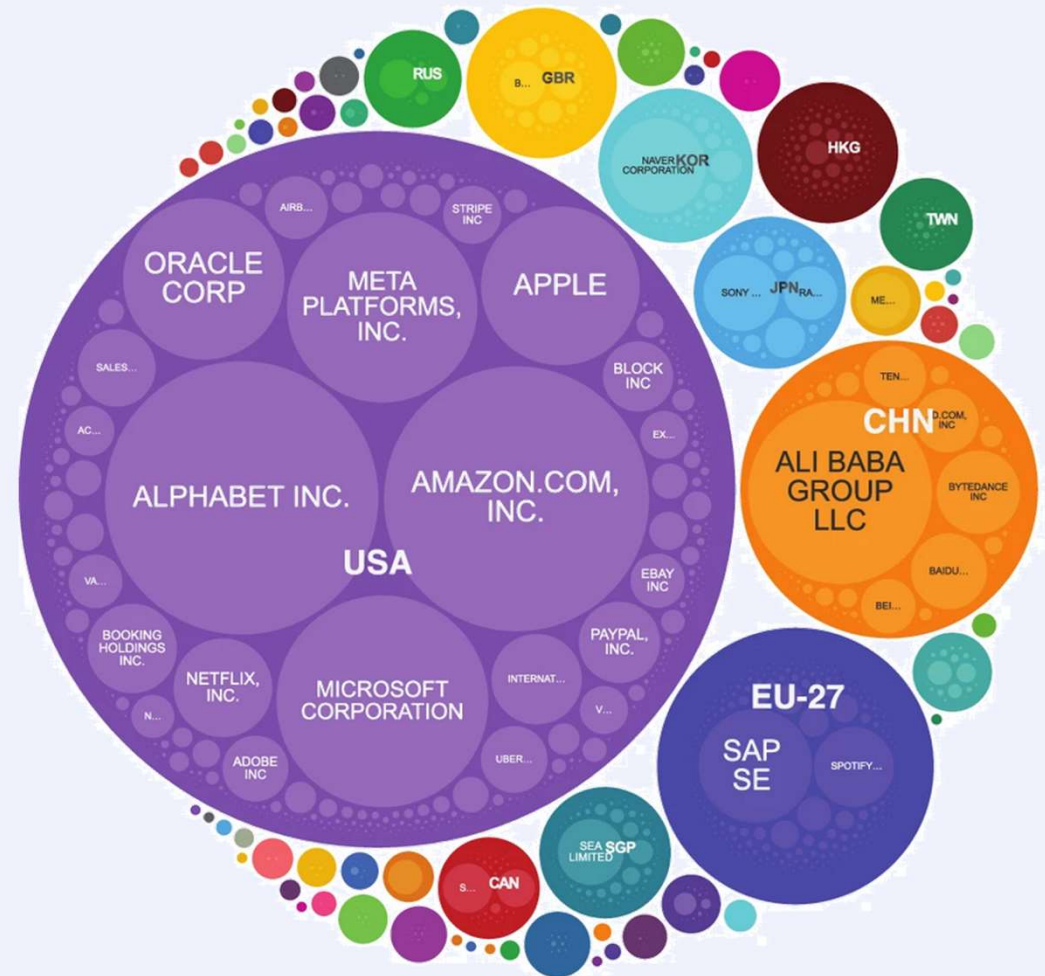 RUS
B... GBR
NAVER KOR
CORPORATION
HKG
TWN
SONY ... JPN RA...
ME...
AIRB...
STRIPE
INC
ORACLE
CORP
META
PLATFORMS,
INC.
APPLE
SALES...
BLOCK
INC
AC...
EX...
ALPHABET INC.
AMAZON.COM,
INC.
USA
VA...
EBAY
INC
BOOKING
HOLDINGS
INC.
NETFLIX,
INC.
MICROSOFT
CORPORATION
INTERNAT...
PAYPAL,
INC.
N...
V...
ADOBE
INC
UBER...
TEN...
CHN
D.COM,
INC
ALI BABA
GROUP
LLC
BYTEDANCE
INC
BAIDU...
BEI...
EU-27
SAP
SE
SPOTIFY...
SEA SGP
LIMITED
S... CAN